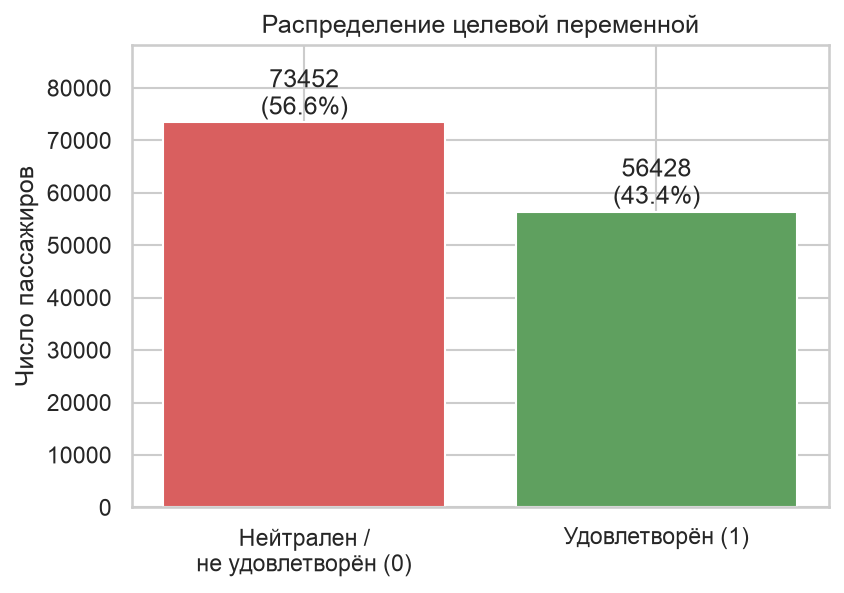 Распределение целевой переменной
Число пассажиров
80000
70000
60000
50000
40000
30000
20000
10000
0
73452
(56.6%)
56428
(43.4%)
Нейтрален /
не удовлетворён (0)
Удовлетворён (1)